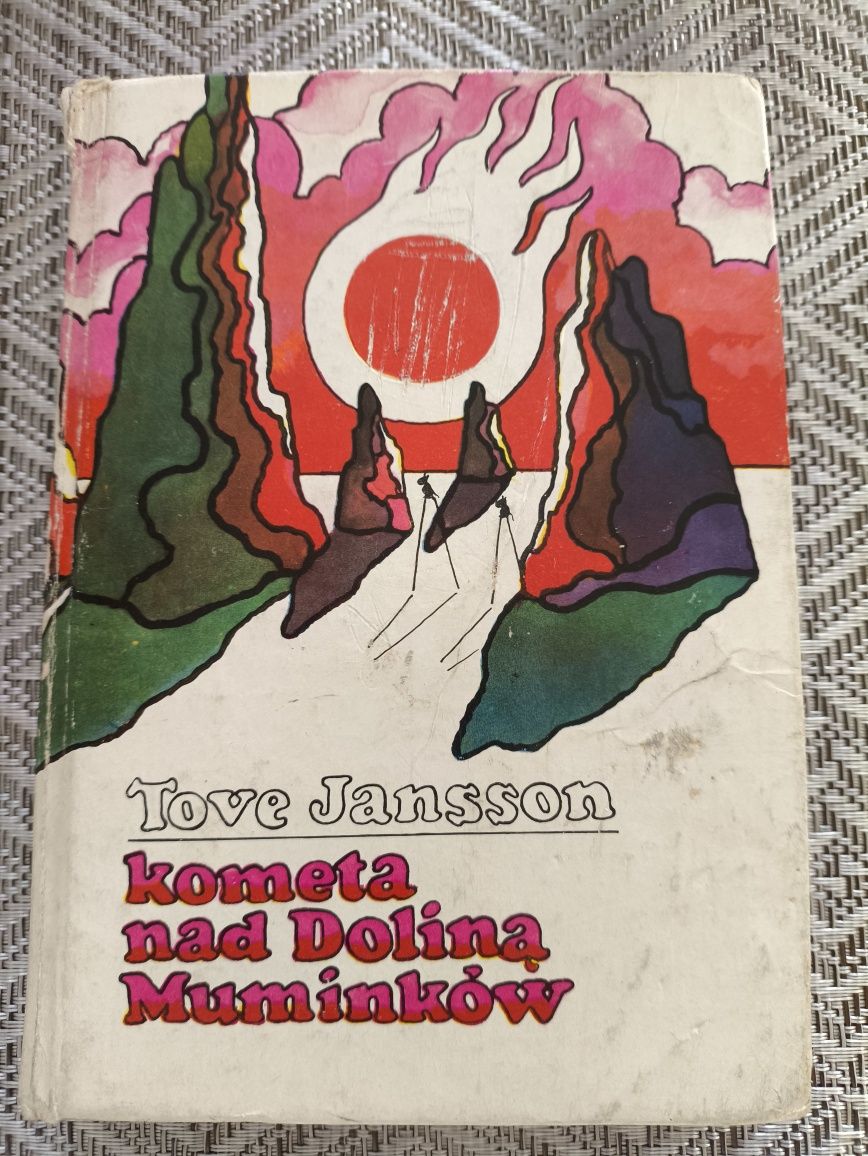 Tove Jansson
kometa
nad Doliną
Muminków